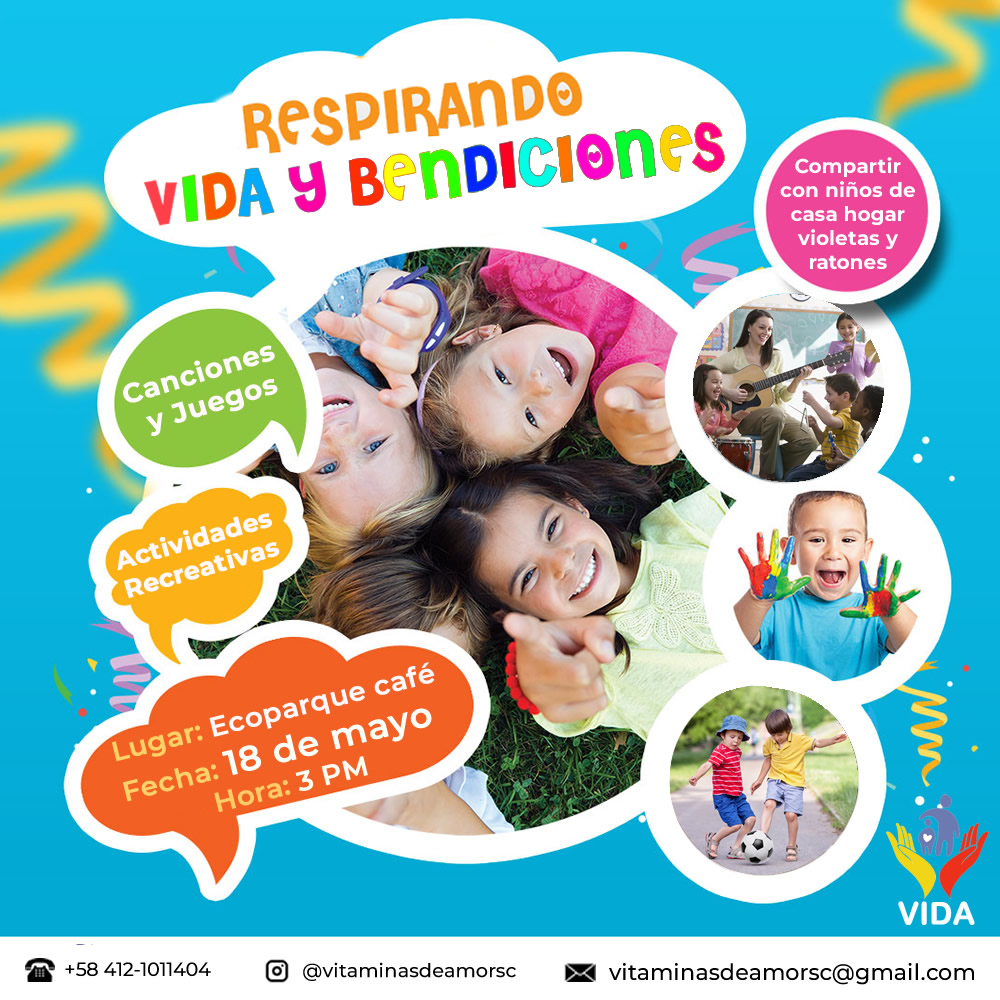 RESPIRANDO
VIDA Y BENDICIONES
Compartir
con niños de
casa hogar
violetas y
ratones
Canciones
y Juegos
Actividades
Recreativas
Lugar: Ecoparque café
Fecha: 18 de mayo
Hora: 3 PM
VIDA
+58 412-1011404
@vitaminasdeamorsc
vitaminasdeamorsc@gmail.com